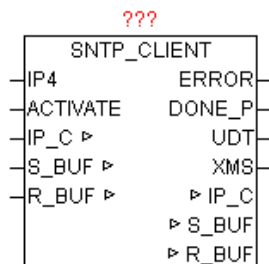 ???
SNTP_CLIENT
IP4 ERROR
ACTIVATE DONE_P
IP_C ▹ UDT
S_BUF ▹ XMS
R_BUF ▹ ▹ IP_C
▹ S_BUF
▹ R_BUF